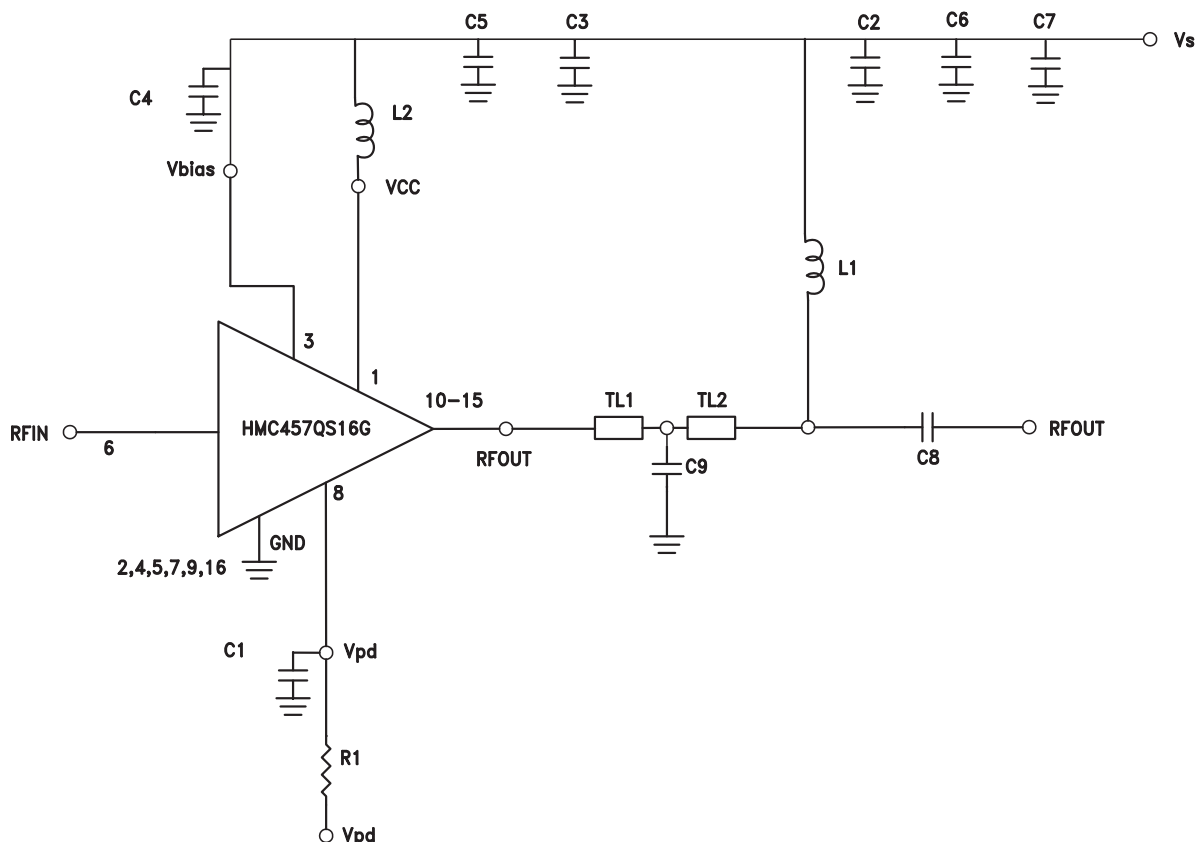 C5
C3
C2
C6
C7
Vs
C4
L2
Vbias
VCC
L1
3
1
10-15
TL1
TL2
RFIN
6
HMC457QS16G
RFOUT
C9
C8
RFOUT
8
GND
2,4,5,7,9,16
C1
Vpd
R1
Vpd